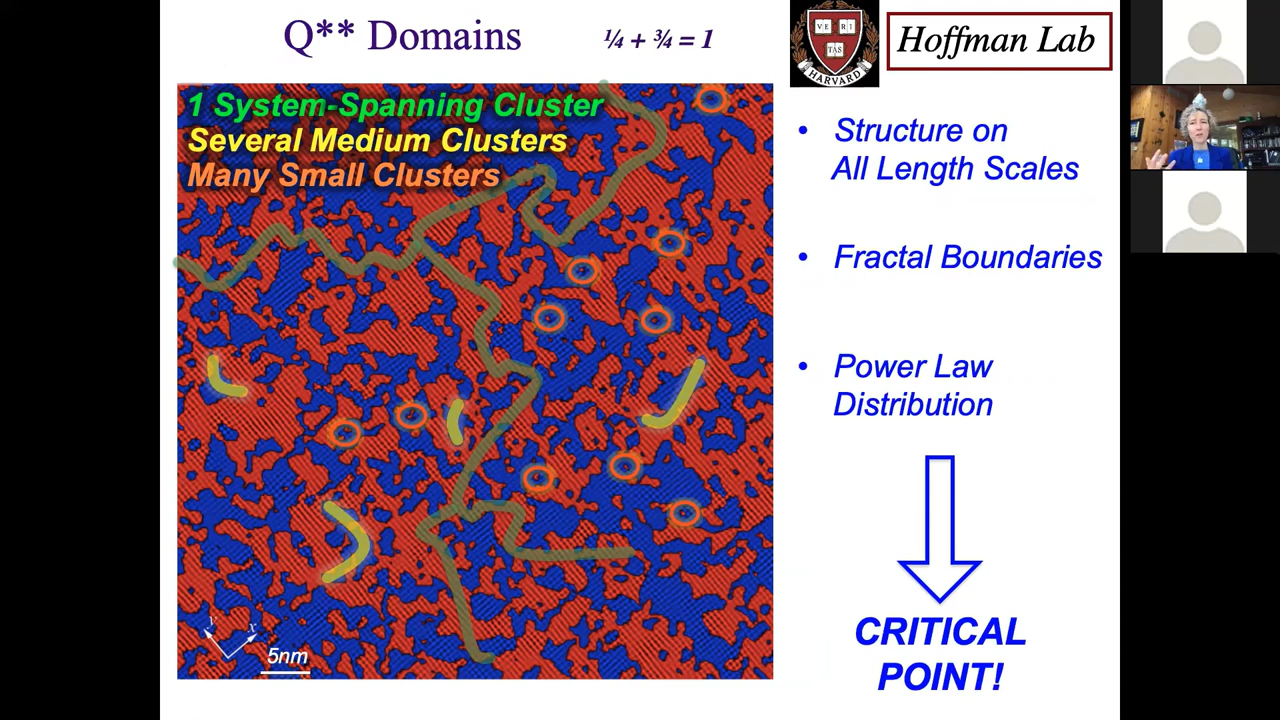 Q** Domains
¼ + ¾ = 1
VE RI
TAS
HARVARD
Hoffman Lab
1 System-Spanning Cluster
Several Medium Clusters
Many Small Clusters
• Structure on
All Length Scales
• Fractal Boundaries
• Power Law
Distribution
CRITICAL
POINT!
y
x
5nm